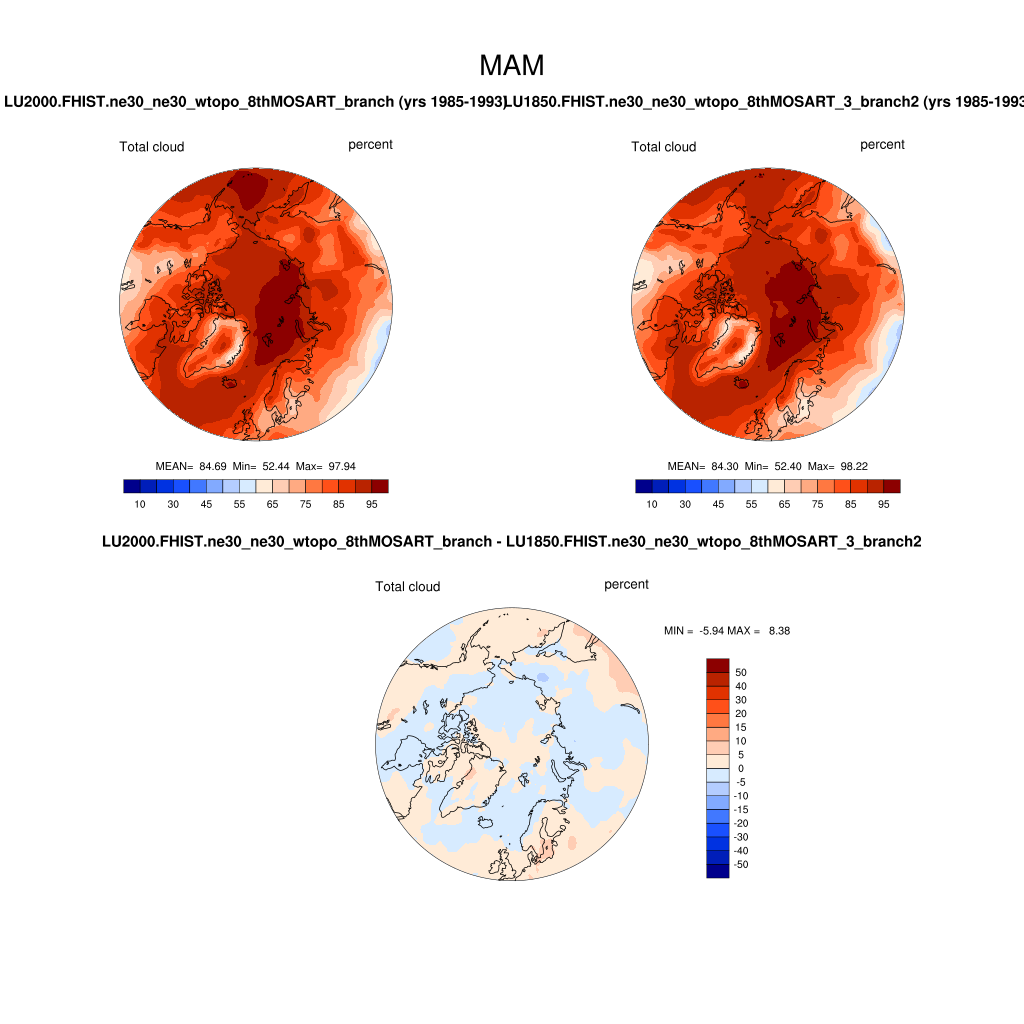 MAM
LU2000.FHIST.ne30_ne30_wtopo_8thMOSART_branch (yrs 1985-1993)
LU1850.FHIST.ne30_ne30_wtopo_8thMOSART_3_branch2 (yrs 1985-1993
Total cloud percent
Total cloud percent
MEAN= 84.69 Min= 52.44 Max= 97.94
MEAN= 84.30 Min= 52.40 Max= 98.22
10 30 45 55 65 75 85 95
10 30 45 55 65 75 85 95
LU2000.FHIST.ne30_ne30_wtopo_8thMOSART_branch - LU1850.FHIST.ne30_ne30_wtopo_8thMOSART_3_branch2
Total cloud percent
MIN = -5.94 MAX = 8.38
50
40
30
20
15
10
5
0
-5
-10
-15
-20
-30
-40
-50